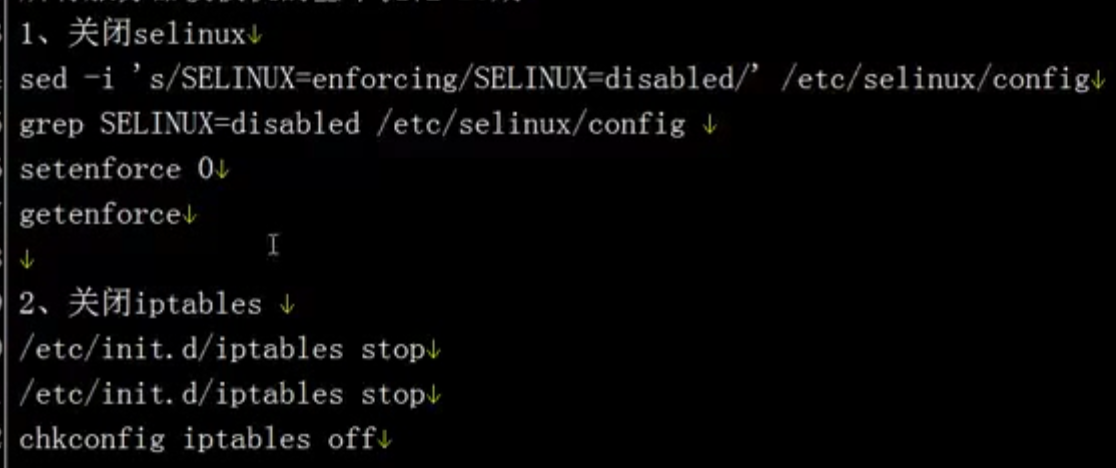 1、关闭selinux↓
sed -i ’s/SELINUX=enforcing/SELINUX=disabled/’ /etc/selinux/config↓
grep SELINUX=disabled /etc/selinux/config ↓
setenforce 0↓
getenforce↓
↓
2、关闭iptables ↓
/etc/init.d/iptables stop↓
/etc/init.d/iptables stop↓
chkconfig iptables off↓